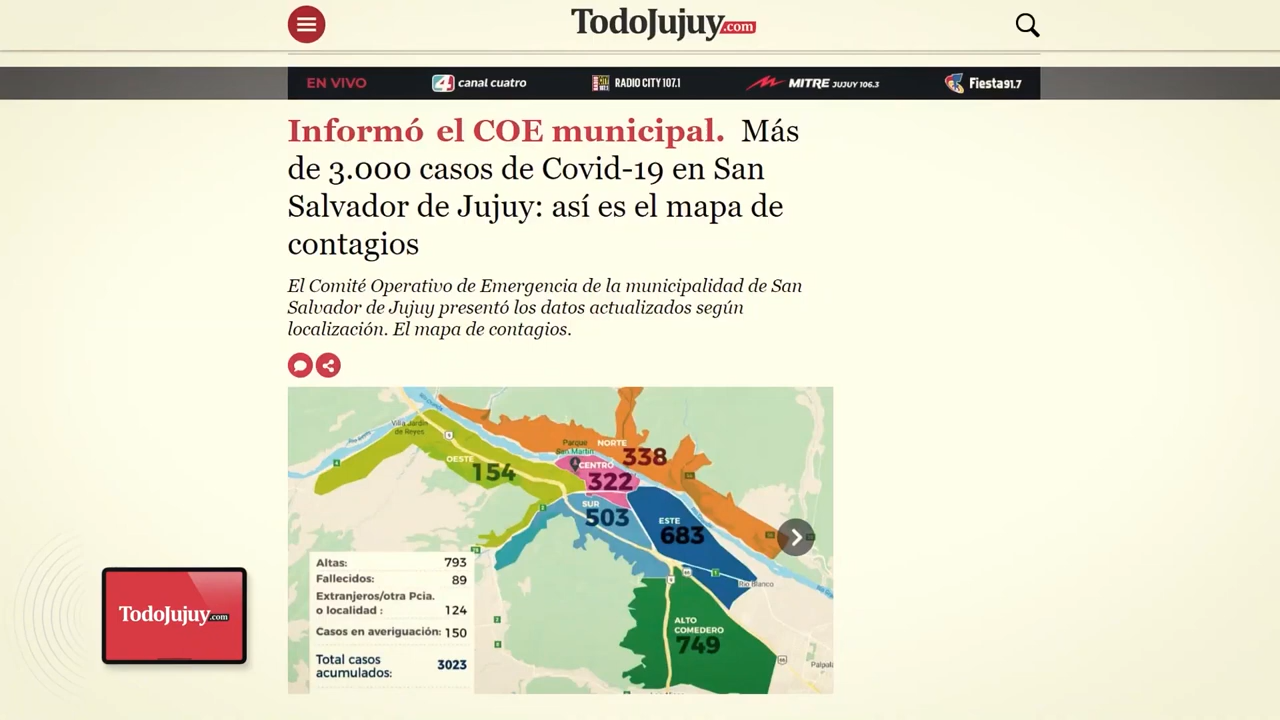 TodoJujuy.com
EN VIVO
4 canal cuatro
RADIO CITY 107.1
MITRE JUJUY 106.3
Fiesta 91.7
Informó el COE municipal. Más
de 3.000 casos de Covid-19 en San
Salvador de Jujuy: así es el mapa de
contagios
El Comité Operativo de Emergencia de la municipalidad de San
Salvador de Jujuy presentó los datos actualizados según
localización. El mapa de contagios.
Villa Jardín
de Reyes
Parque
San Martín
NORTE
338
OESTE
154
CENTRO
322
SUR
503
ESTE
683
Río Blanco
ALTO
COMEDERO
749
Palpalá
Altas: 793
Fallecidos: 89
Extranjeros/otra Pcia.
o localidad : 124
Casos en averiguación: 150
Total casos
acumulados: 3023
TodoJujuy.com